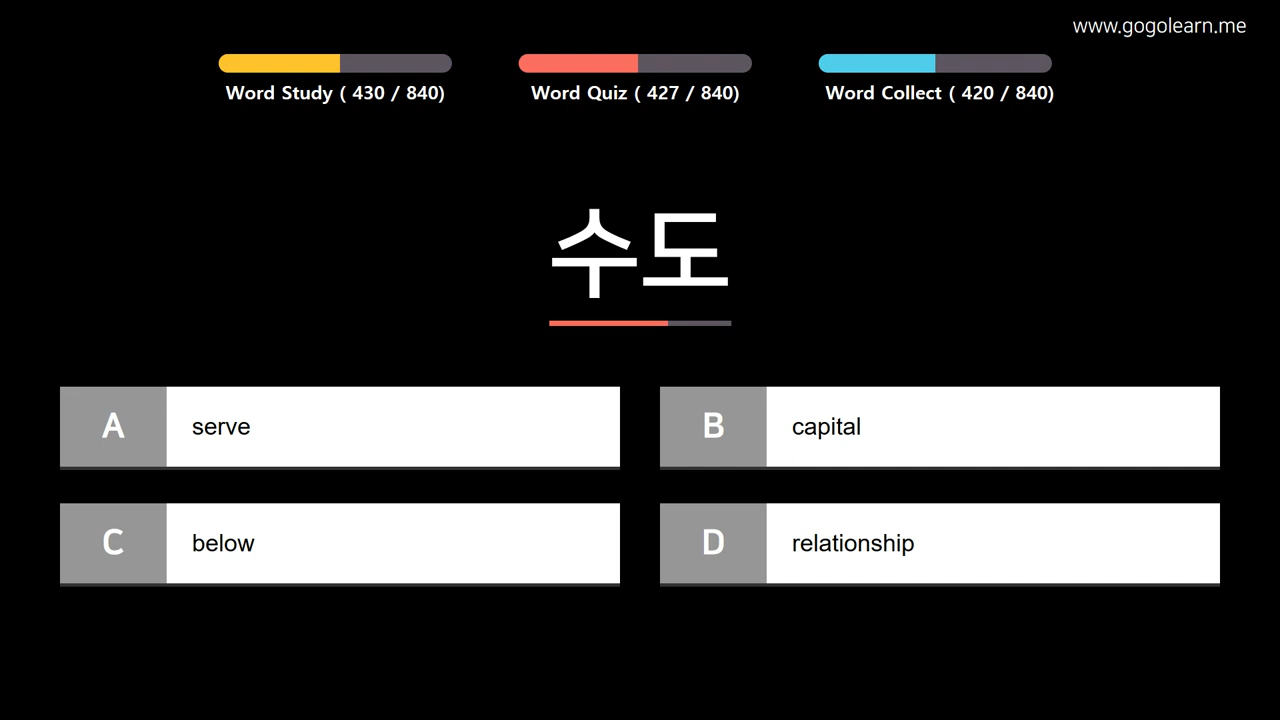 www.gogolearn.me
Word Study ( 430 / 840)
Word Quiz ( 427 / 840)
Word Collect ( 420 / 840)
수도
A serve
B capital
C below
D relationship